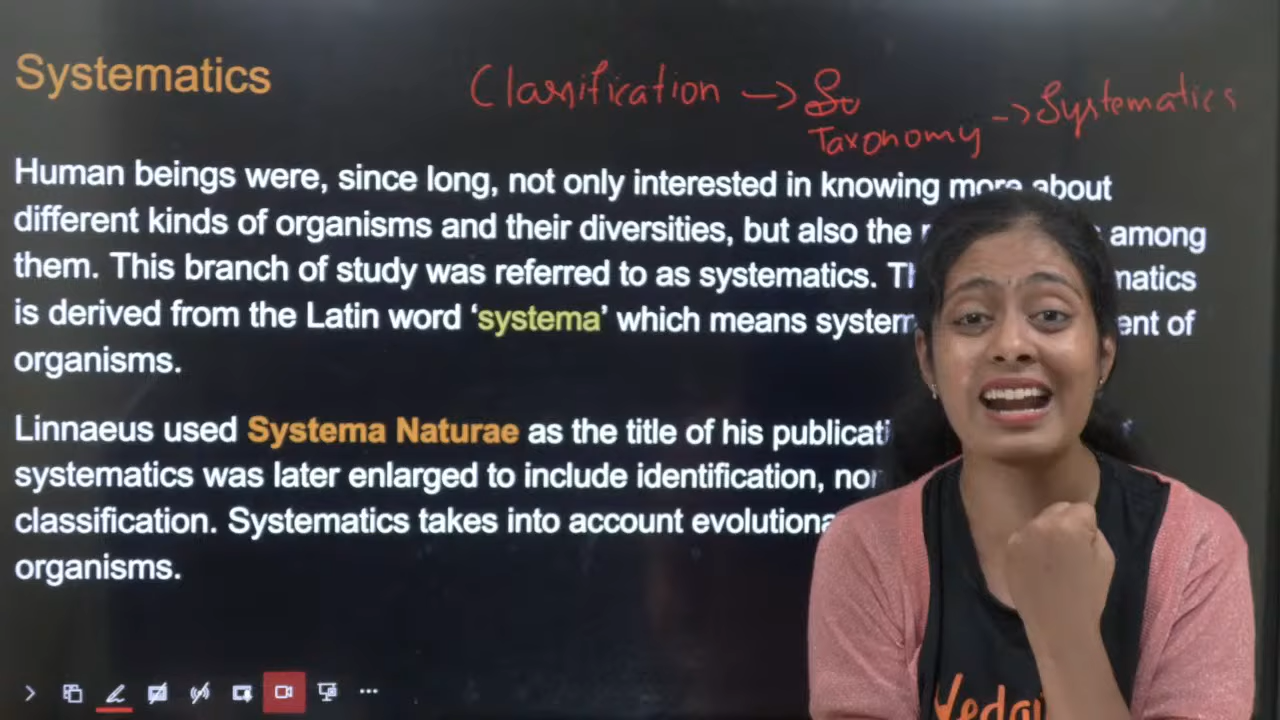 Systematics
Classification → So
Taxonomy → Systematics
Human beings were, since long, not only interested in knowing more about
different kinds of organisms and their diversities, but also the among
them. This branch of study was referred to as systematics. matics
is derived from the Latin word ‘systema’ which means system ent of
organisms.
Linnaeus used Systema Naturae as the title of his publicati
systematics was later enlarged to include identification, nor
classification. Systematics takes into account evolutiona
organisms.
Vedan